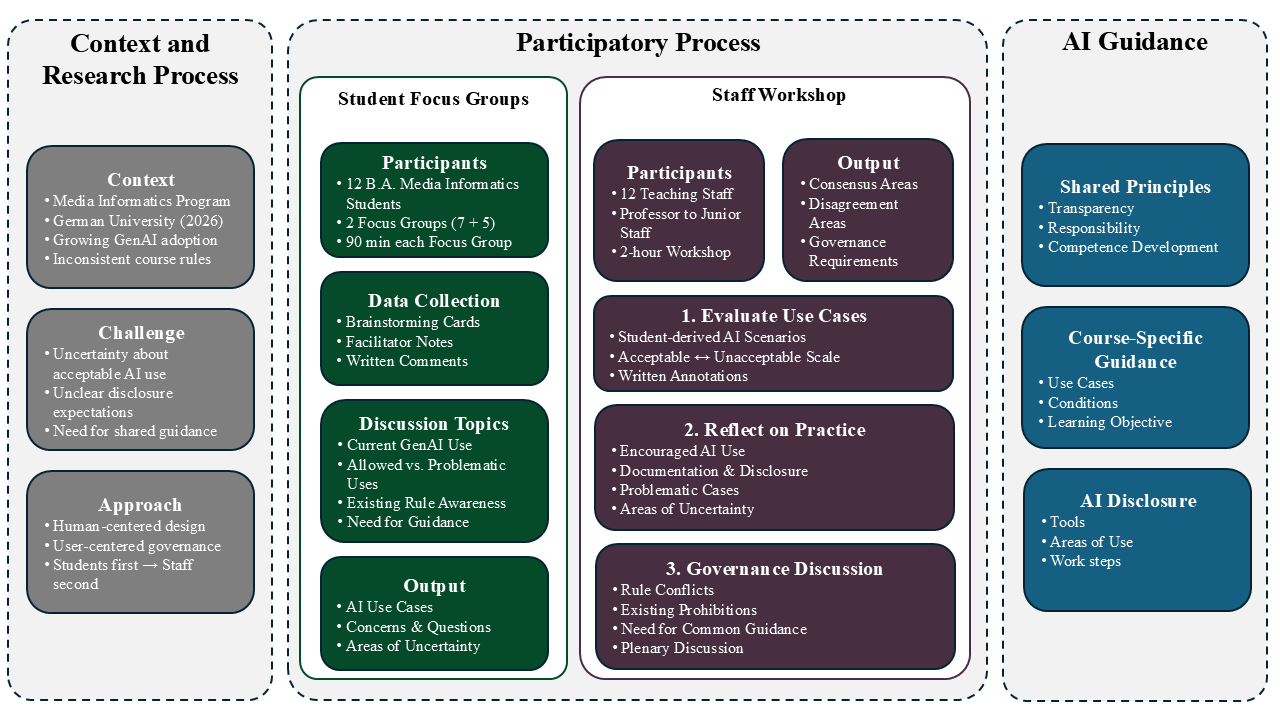 Context and
Research Process
Context
• Media Informatics Program
• German University (2026)
• Growing GenAI adoption
• Inconsistent course rules
Challenge
• Uncertainty about
acceptable AI use
• Unclear disclosure
expectations
• Need for shared guidance
Approach
• Human-centered design
• User-centered governance
• Students first → Staff
second
Participatory Process
Student Focus Groups
Participants
• 12 B.A. Media Informatics
Students
• 2 Focus Groups (7 + 5)
• 90 min each Focus Group
Data Collection
• Brainstorming Cards
• Facilitator Notes
• Written Comments
Discussion Topics
• Current GenAI Use
• Allowed vs. Problematic
Uses
• Existing Rule Awareness
• Need for Guidance
Output
• AI Use Cases
• Concerns & Questions
• Areas of Uncertainty
Staff Workshop
Participants
• 12 Teaching Staff
• Professor to Junior
Staff
• 2-hour Workshop
Output
• Consensus Areas
• Disagreement
Areas
• Governance
Requirements
1. Evaluate Use Cases
• Student-derived AI Scenarios
• Acceptable ↔ Unacceptable Scale
• Written Annotations
2. Reflect on Practice
• Encouraged AI Use
• Documentation & Disclosure
• Problematic Cases
• Areas of Uncertainty
3. Governance Discussion
• Rule Conflicts
• Existing Prohibitions
• Need for Common Guidance
• Plenary Discussion
AI Guidance
Shared Principles
• Transparency
• Responsibility
• Competence Development
Course-Specific
Guidance
• Use Cases
• Conditions
• Learning Objective
AI Disclosure
• Tools
• Areas of Use
• Work steps